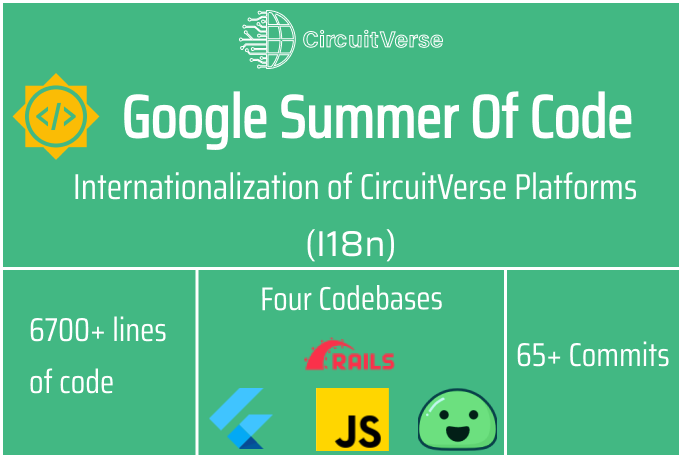 CircuitVerse
</>
Google Summer Of Code
Internationalization of CircuitVerse Platforms
(I18n)
6700+ lines
of code
Four Codebases
RAILS
JS
65+ Commits